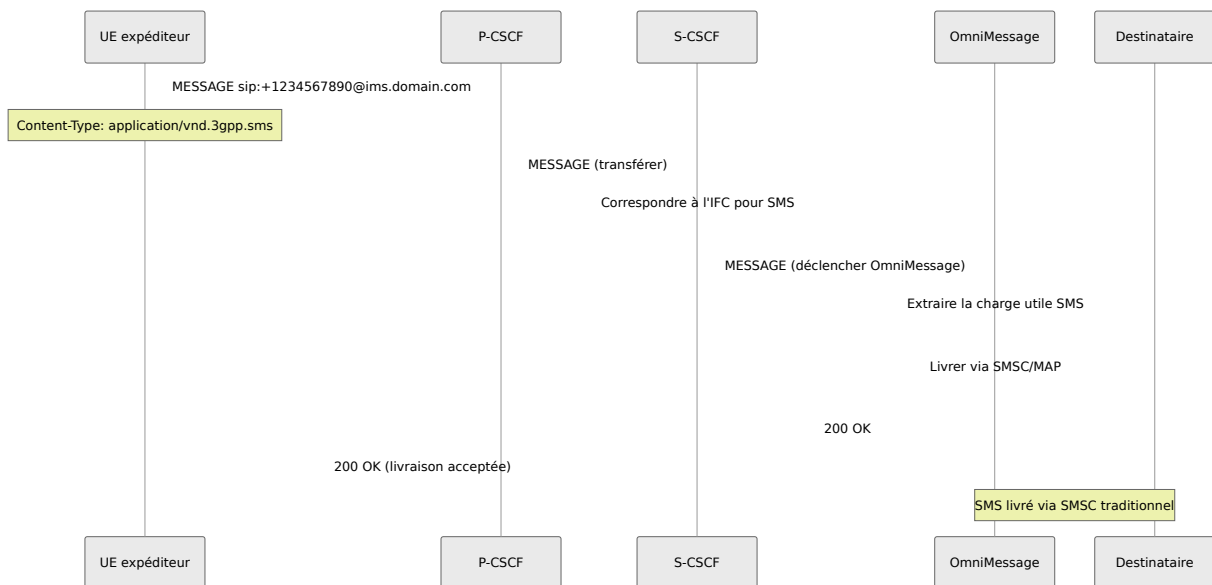 UE expéditeur
P-CSCF
S-CSCF
OmniMessage
Destinataire
MESSAGE sip:+1234567890@ims.domain.com
Content-Type: application/vnd.3gpp.sms
MESSAGE (transférer)
Correspondre à l'IFC pour SMS
MESSAGE (déclencher OmniMessage)
Extraire la charge utile SMS
Livrer via SMSC/MAP
200 OK
200 OK (livraison acceptée)
SMS livré via SMSC traditionnel
UE expéditeur
P-CSCF
S-CSCF
OmniMessage
Destinataire